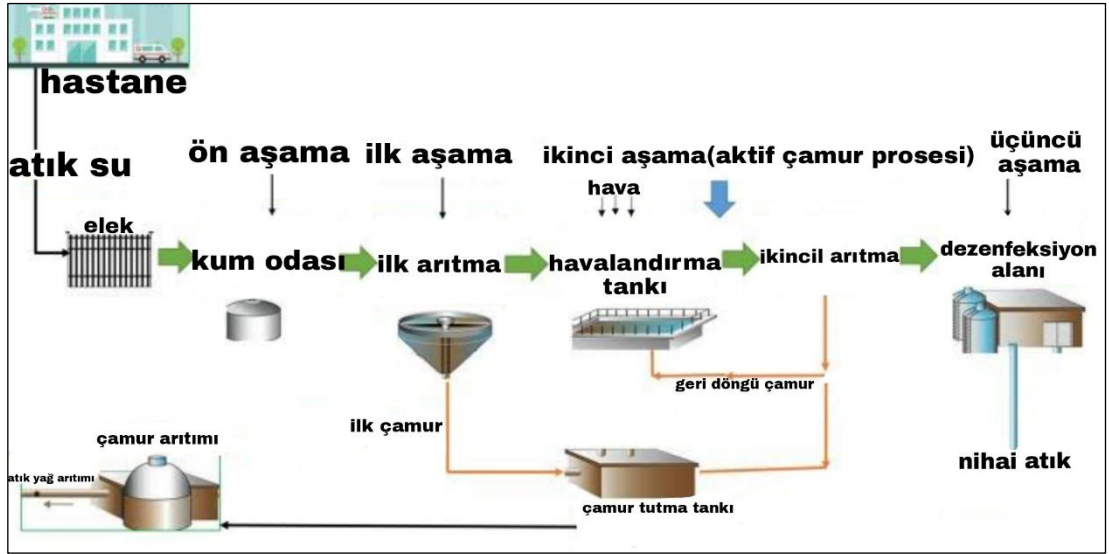 hastane
atık su
ön aşama
ilk aşama
ikinci aşama(aktif çamur prosesi)
üçüncü
aşama
hava
elek
kum odası
ilk arıtma
havalandırma
tankı
ikincil arıtma
dezenfeksiyon
alanı
geri döngü çamur
ilk çamur
çamur arıtımı
nihai atık
atık yağ arıtımı
çamur tutma tankı